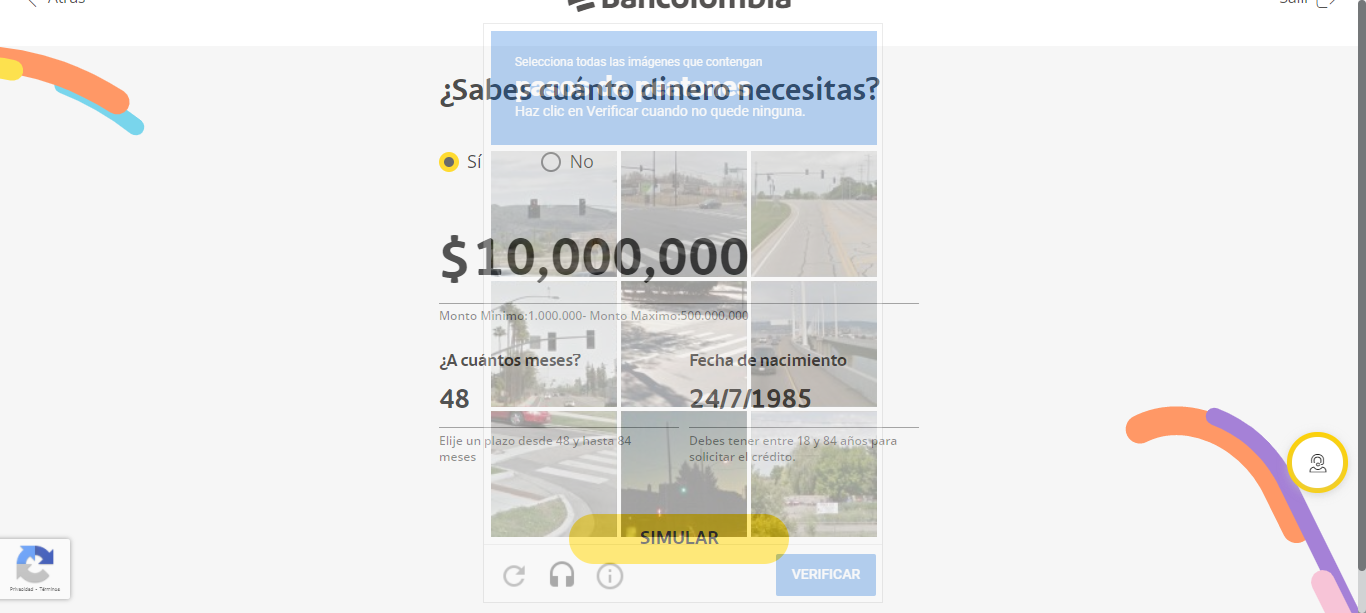 Atrás
Bancolombia
Salir
Selecciona todas las imágenes que contengan
pasos de peatones
¿Sabes cuánto dinero necesitas?
Haz clic en Verificar cuando no quede ninguna.
Sí
No
$10,000,000
Monto Minimo:1.000.000- Monto Maximo:500.000.000
¿A cuántos meses?
Fecha de nacimiento
48
24/7/1985
Elije un plazo desde 48 y hasta 84
meses
Debes tener entre 18 y 84 años para
solicitar el crédito.
SIMULAR
VERIFICAR
Privacidad - Términos